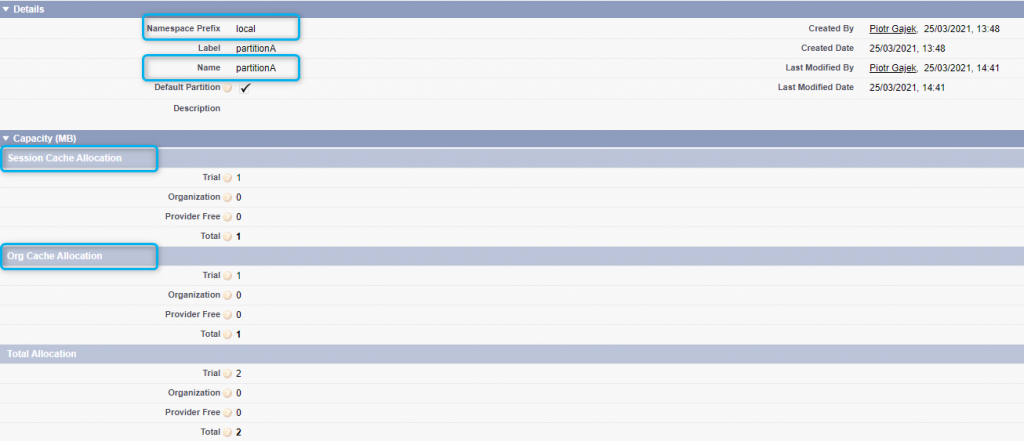 Details
Namespace Prefix local Created By Piotr Gajek, 25/03/2021, 13:48
Label partitionA Created Date 25/03/2021, 13:48
Name partitionA Last Modified By Piotr Gajek, 25/03/2021, 14:41
Default Partition Last Modified Date 25/03/2021, 14:41
Description
Capacity (MB)
Session Cache Allocation
Trial 1
Organization 0
Provider Free 0
Total 1
Org Cache Allocation
Trial 1
Organization 0
Provider Free 0
Total 1
Total Allocation
Trial 2
Organization 0
Provider Free 0
Total 2